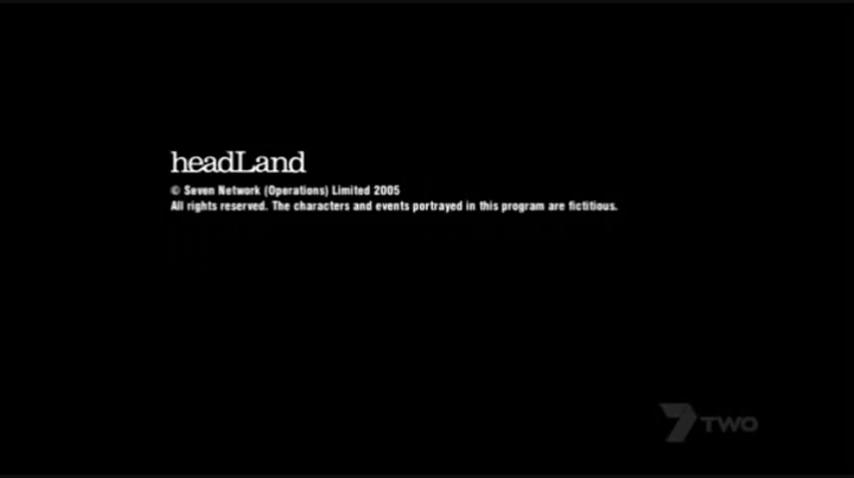 headLand
© Seven Network (Operations) Limited 2005
All rights reserved. The characters and events portrayed in this program are fictitious.
7 TWO